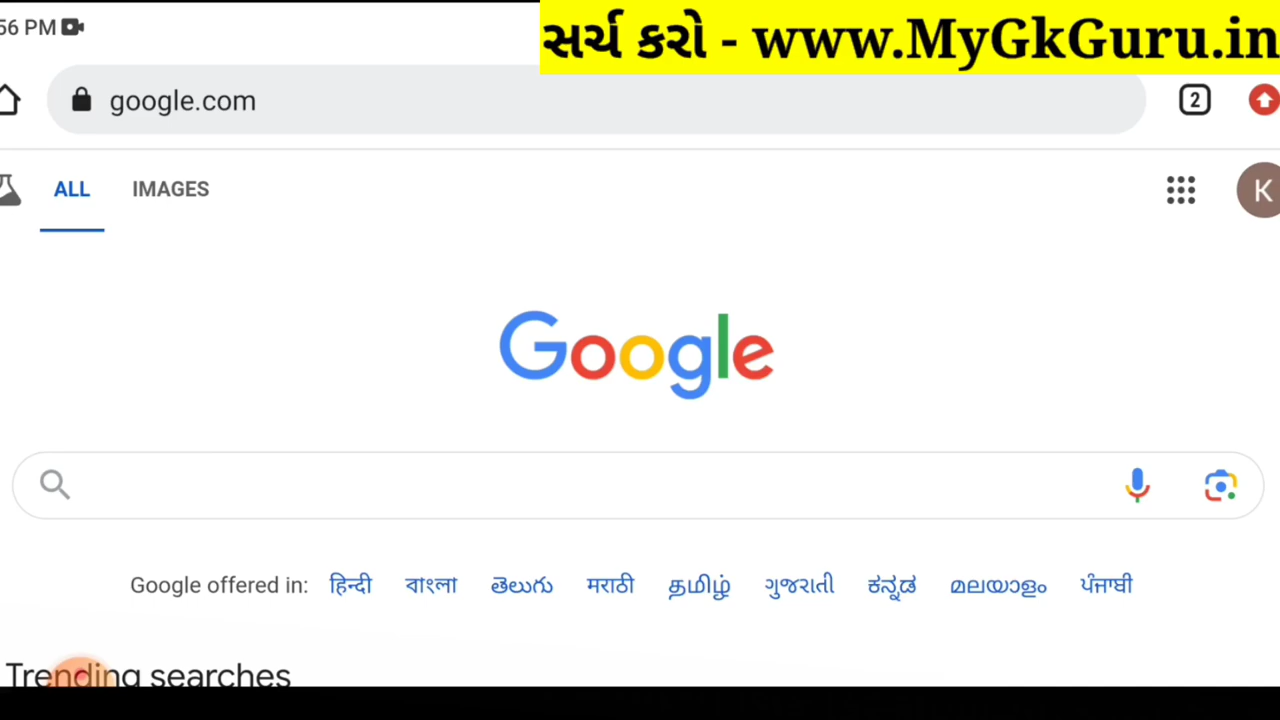 56 PM
સર્ચ કરો - www.MyGkGuru.in
google.com
2
ALL IMAGES
K
Google
Google offered in: हिन्दी বাংলা తెలుగు मराठी தமிழ் ગુજરાતી ಕನ್ನಡ മലയാളം ਪੰਜਾਬੀ
Trending searches